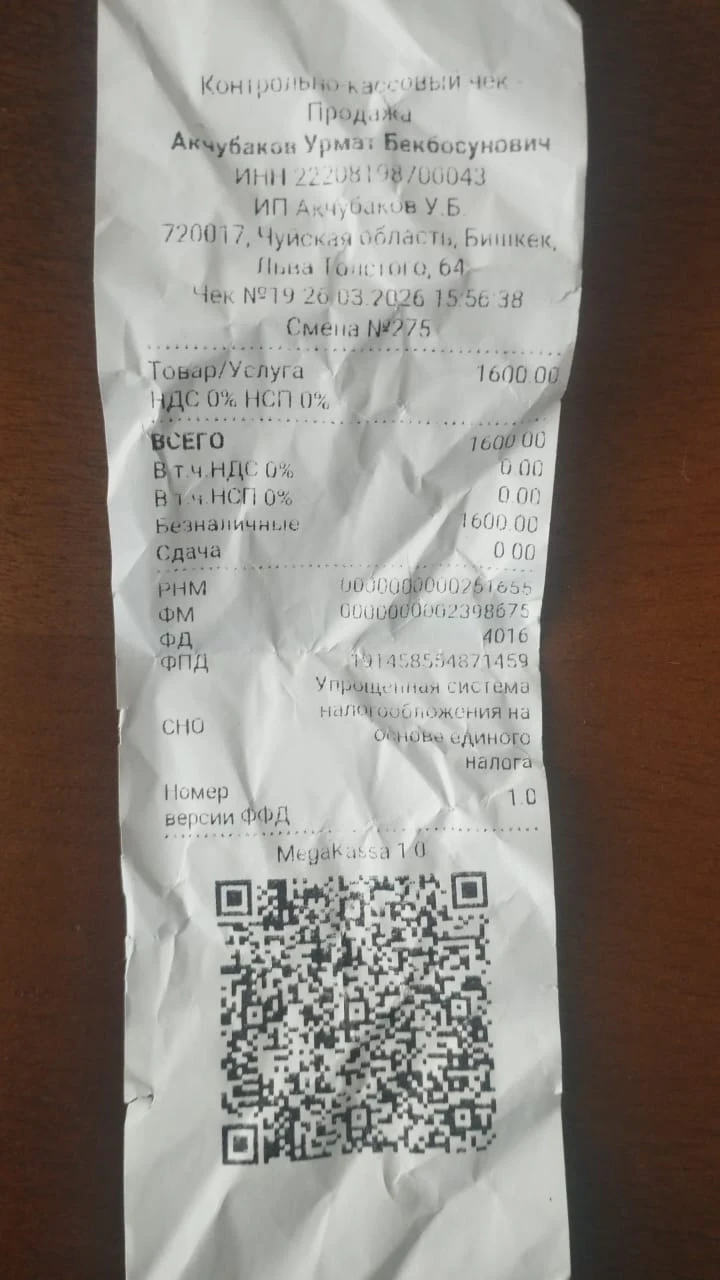 Контрольно-кассовый чек -
Продажа
Акчубаков Урмат Бекбосунович
ИНН 22208198700043
ИП Акчубаков У.Б.
720017, Чуйская область, Бишкек,
Льва Толстого, 64
Чек №19 26.03.2026 15:56:38
Смена №275
Товар/Услуга 1600.00
НДС 0% НСП 0%
ВСЕГО 1600.00
В т.ч.НДС 0% 0.00
В т.ч.НСП 0% 0.00
Безналичные 1600.00
Сдача 0.00
РНМ 0000000000261655
ФМ 0000000002398675
ФД 4016
ФПД 191458554871459
СНО Упрощенная система
налогообложения на
основе единого
налога
Номер
версии ФФД 1.0
MegaKassa 1.0